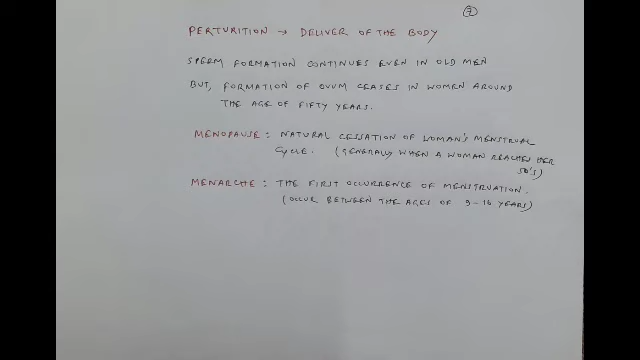 7
PERTURITION → DELIVER OF THE BODY
SPERM FORMATION CONTINUES EVEN IN OLD MEN
BUT, FORMATION OF OVUM CEASES IN WOMEN AROUND
THE AGE OF FIFTY YEARS.
MENOPAUSE: NATURAL CESSATION OF WOMAN'S MENSTRUAL
CYCLE. (GENERALLY WHEN A WOMAN REACHES HER
50'S)
MENARCHE: THE FIRST OCCURRENCE OF MENSTRUATION.
(OCCUR BETWEEN THE AGES OF 9-16 YEARS)